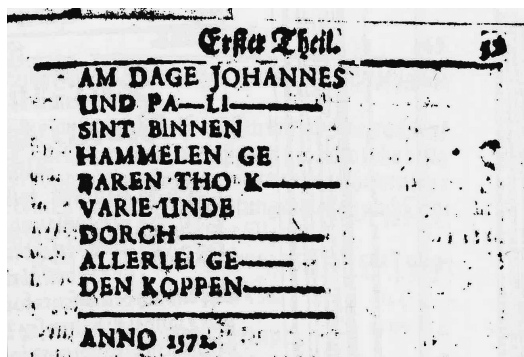 Erster Theil.
AM DAGE JOHANNES
UND PA—LI———
SINT BINNEN
HAMMELEN GE
BAREN THO K———
VARIE UNDE
DORCH———
ALLERLEI GE———
DEN KOPPEN———
ANNO 1572.